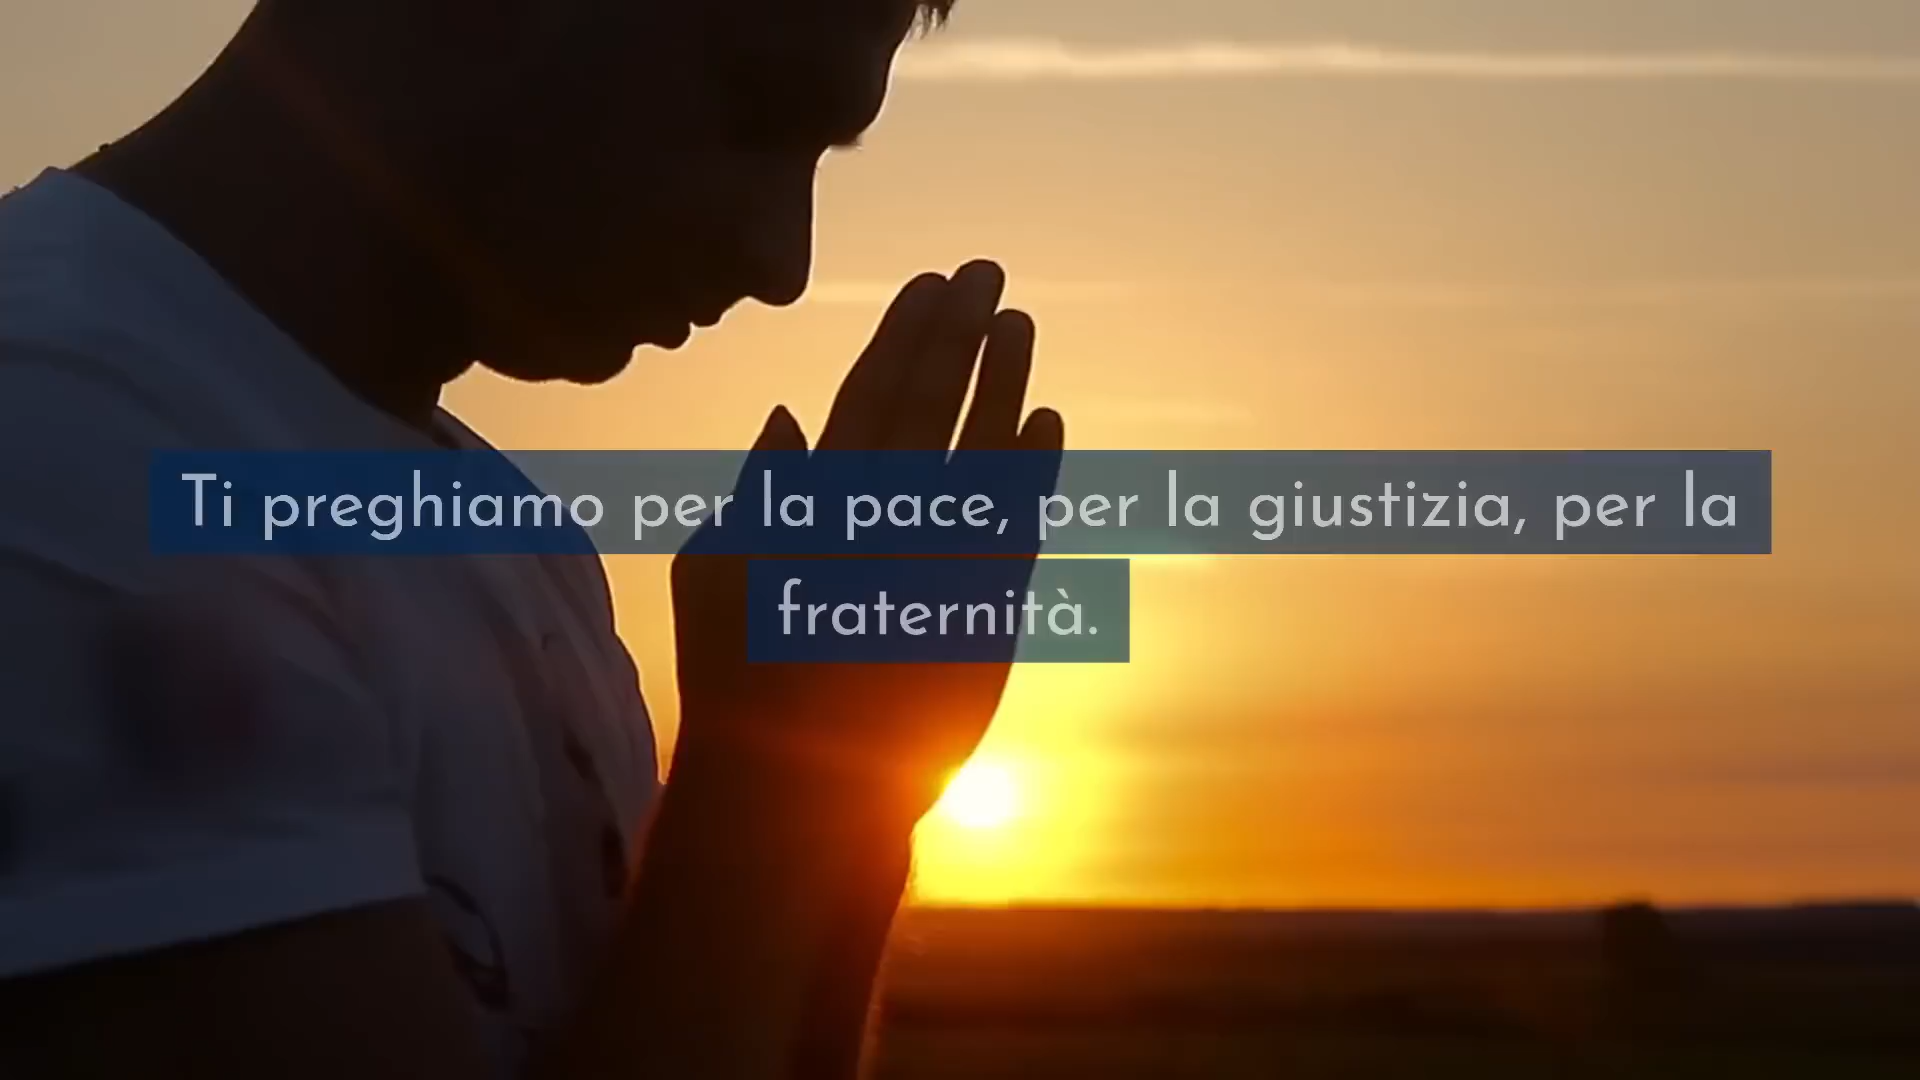 Ti preghiamo per la pace, per la giustizia, per la
fraternità.